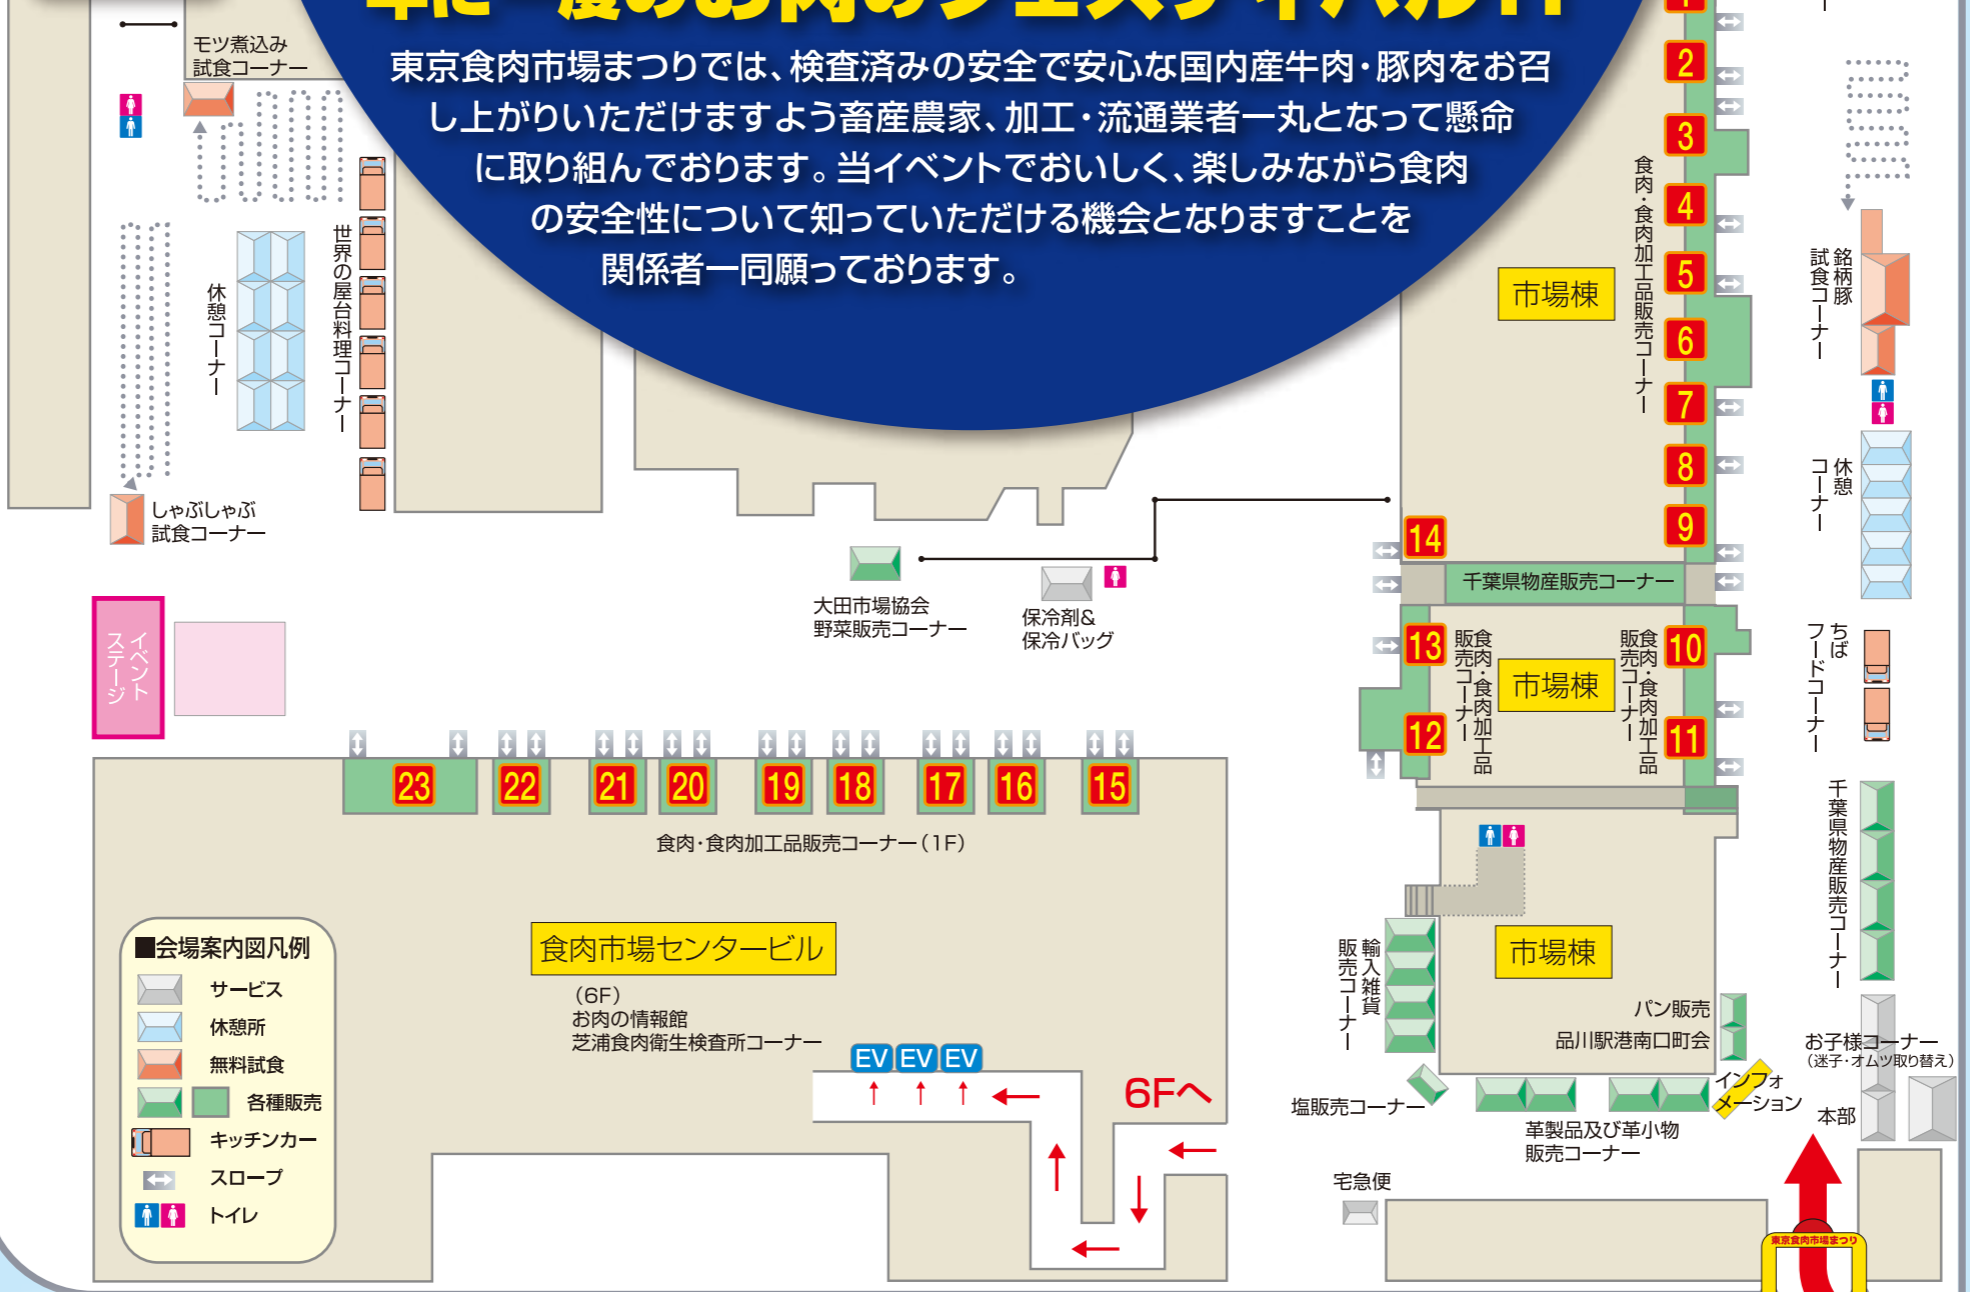 年に一度のお肉のフェスティバル!!
東京食肉市場まつりでは、検査済みの安全で安心な国内産牛肉・豚肉をお召
し上がりいただけますよう畜産農家、加工・流通業者一丸となって懸命
に取り組んでおります。当イベントでおいしく、楽しみながら食肉
の安全性について知っていただける機会となりますことを
関係者一同願っております。
モツ煮込み
試食コーナー
世界の屋台料理コーナー
休憩コーナー
しゃぶしゃぶ
試食コーナー
イベント
ステージ
大田市場協会
野菜販売コーナー
保冷剤&
保冷バッグ
1
2
3
4
5
6
7
8
9
食肉・食肉加工品販売コーナー
市場棟
14
千葉県物産販売コーナー
13
12
食肉・食肉加工品
販売コーナー
市場棟
食肉・食肉加工品
販売コーナー
10
11
銘柄豚
試食コーナー
休憩
コーナー
ちば
フードコーナー
千葉県物産販売コーナー
23
22
21
20
19
18
17
16
15
食肉・食肉加工品販売コーナー(1F)
食肉市場センタービル
(6F)
お肉の情報館
芝浦食肉衛生検査所コーナー
EV
EV
EV
6Fへ
■会場案内図凡例
サービス
休憩所
無料試食
各種販売
キッチンカー
スロープ
トイレ
輸入雑貨
販売コーナー
市場棟
パン販売
品川駅港南口町会
お子様コーナー
(迷子・オムツ取り替え)
インフォ
メーション
本部
塩販売コーナー
革製品及び革小物
販売コーナー
宅急便
東京食肉市場まつり